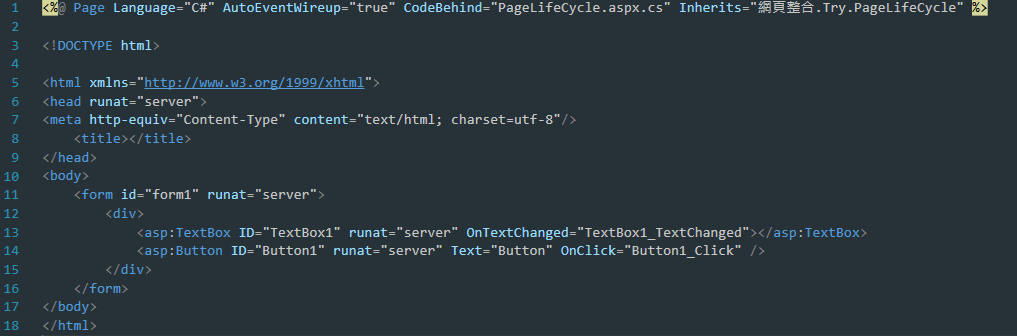 1 <%@ Page Language="C#" AutoEventWireup="true" CodeBehind="PageLifeCycle.aspx.cs" Inherits="網頁整合.Try.PageLifeCycle" %>
2
3 <!DOCTYPE html>
4
5 <html xmlns="http://www.w3.org/1999/xhtml">
6 <head runat="server">
7 <meta http-equiv="Content-Type" content="text/html; charset=utf-8"/>
8     <title></title>
9 </head>
10 <body>
11     <form id="form1" runat="server">
12         <div>
13             <asp:TextBox ID="TextBox1" runat="server" OnTextChanged="TextBox1_TextChanged"></asp:TextBox>
14             <asp:Button ID="Button1" runat="server" Text="Button" OnClick="Button1_Click" />
15         </div>
16     </form>
17 </body>
18 </html>